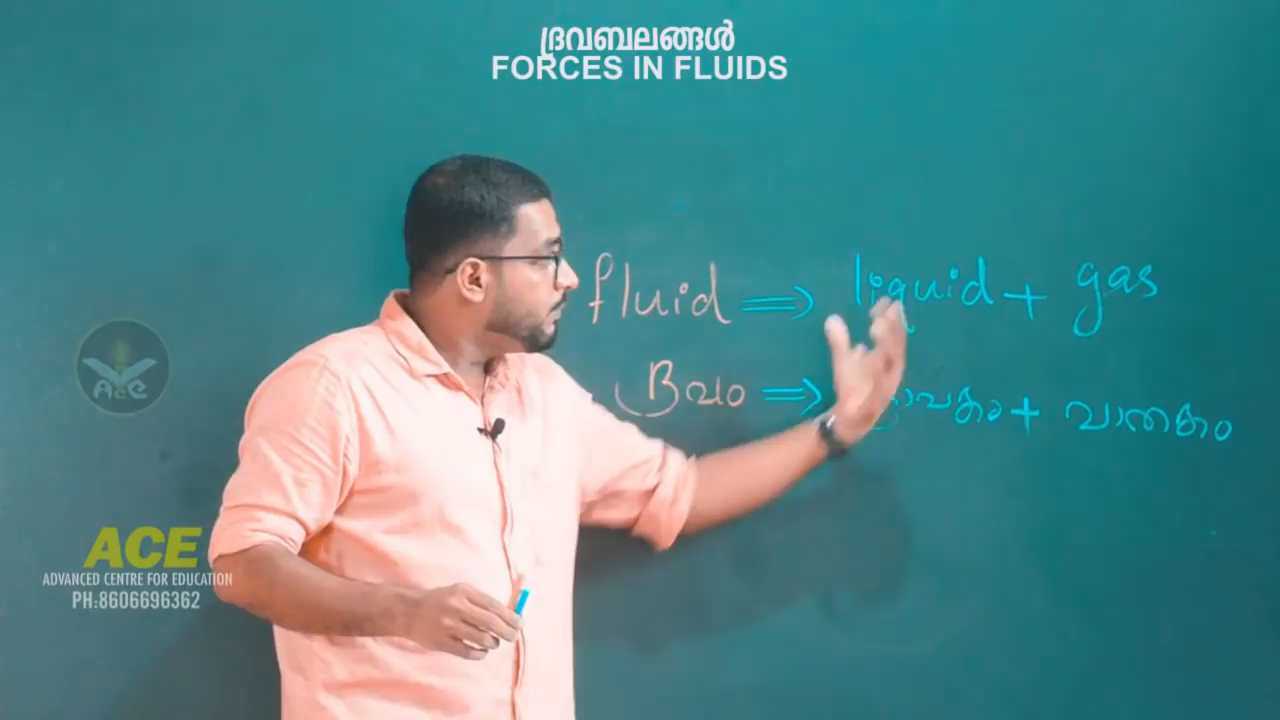 ദ്രവബലങ്ങൾ
FORCES IN FLUIDS
fluid ⇒ liquid + gas
ദ്രവം ⇒ + വാതകം
AcE
ACE
ADVANCED CENTRE FOR EDUCATION
PH:8606696362